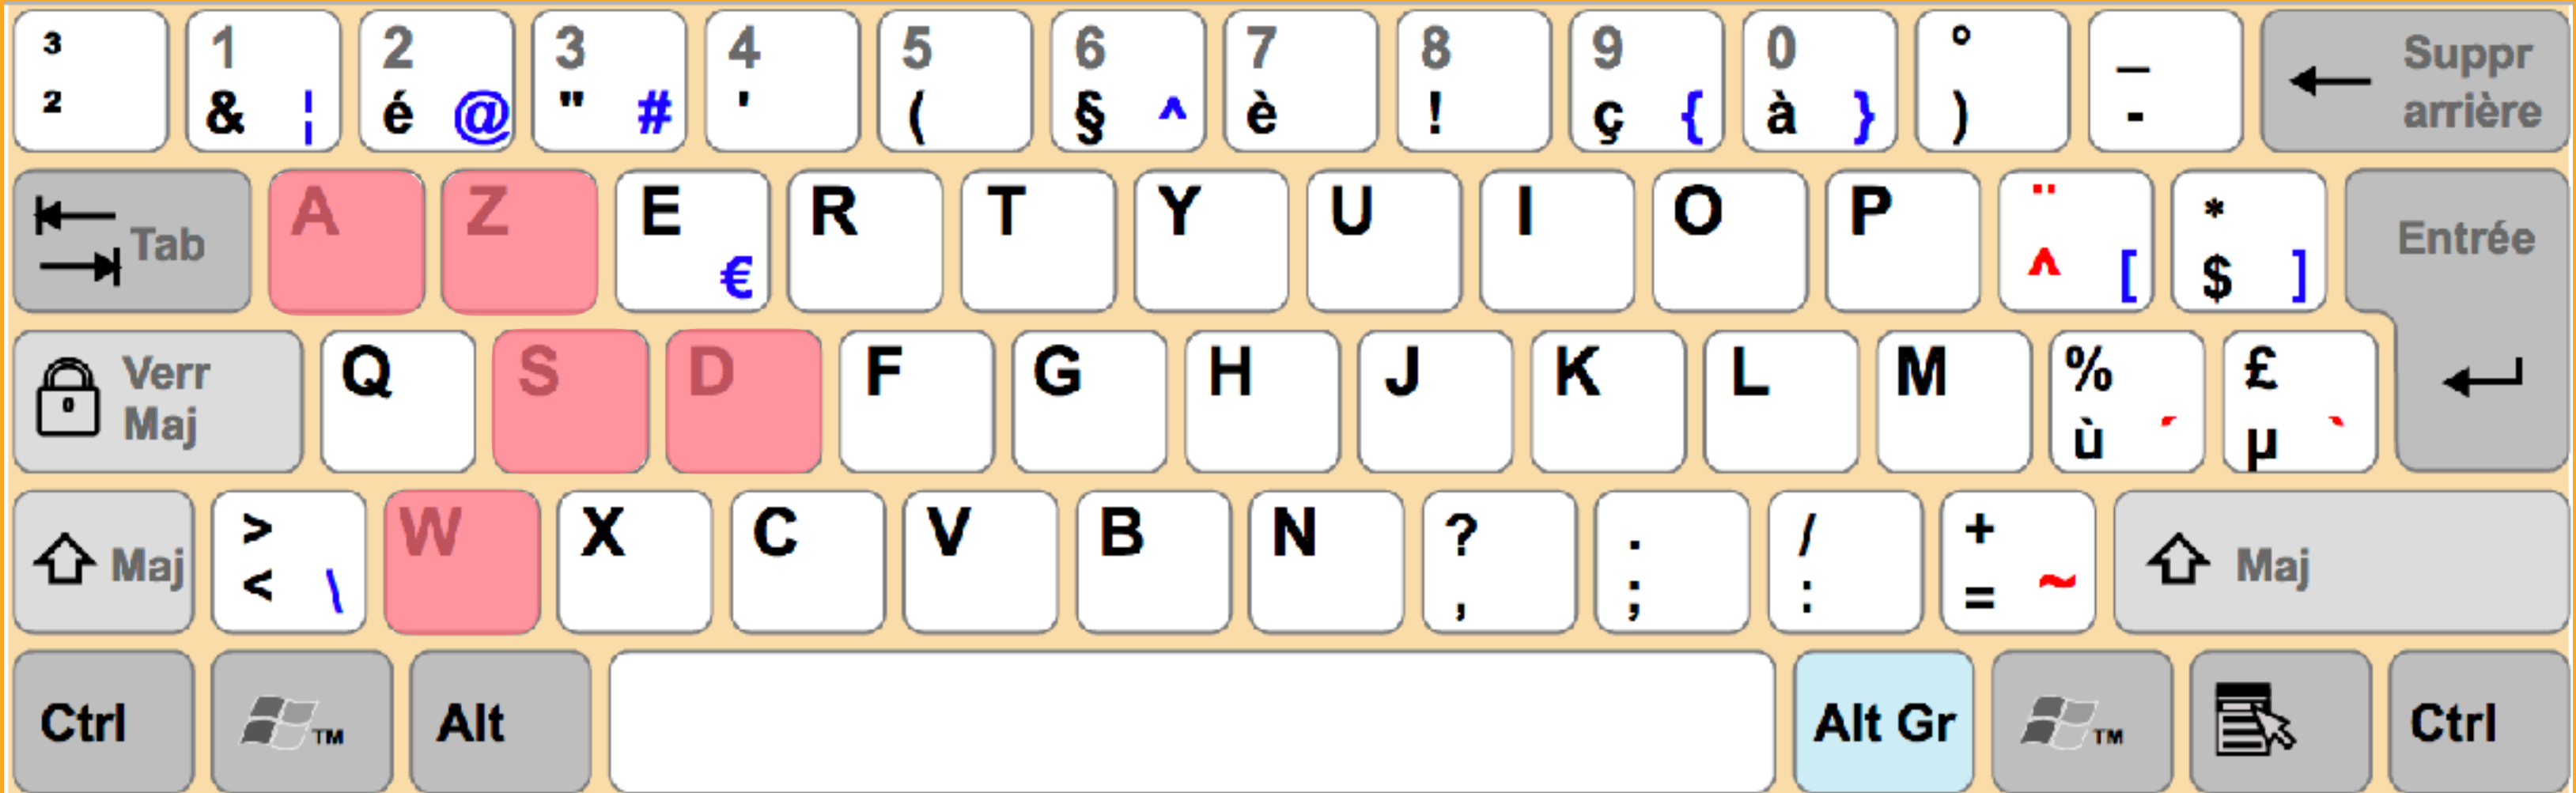 ³ 1 2 3 4 5 6 7 8 9 0 ° _ Suppr
² & ¦ é @ " # ' ( § ^ è ! ç { à } ) - arrière
Tab A Z E R T Y U I O P ¨ * Entrée
€ ^ [ $ ]
Verr Q S D F G H J K L M % £
Maj ù ´ µ `
Maj > W X C V B N ? . / + Maj
< \ , ; : = ~
Ctrl TM Alt Alt Gr TM Ctrl